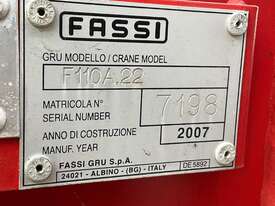 FASSI
GRU MODELLO / CRANE MODEL
F110A.22
MATRICOLA N°
SERIAL NUMBER
7198
ANNO DI COSTRUZIONE
MANUF. YEAR
2007
FASSI GRU S.p.A.
24021 - ALBINO - (BG) - ITALY
DE 5892